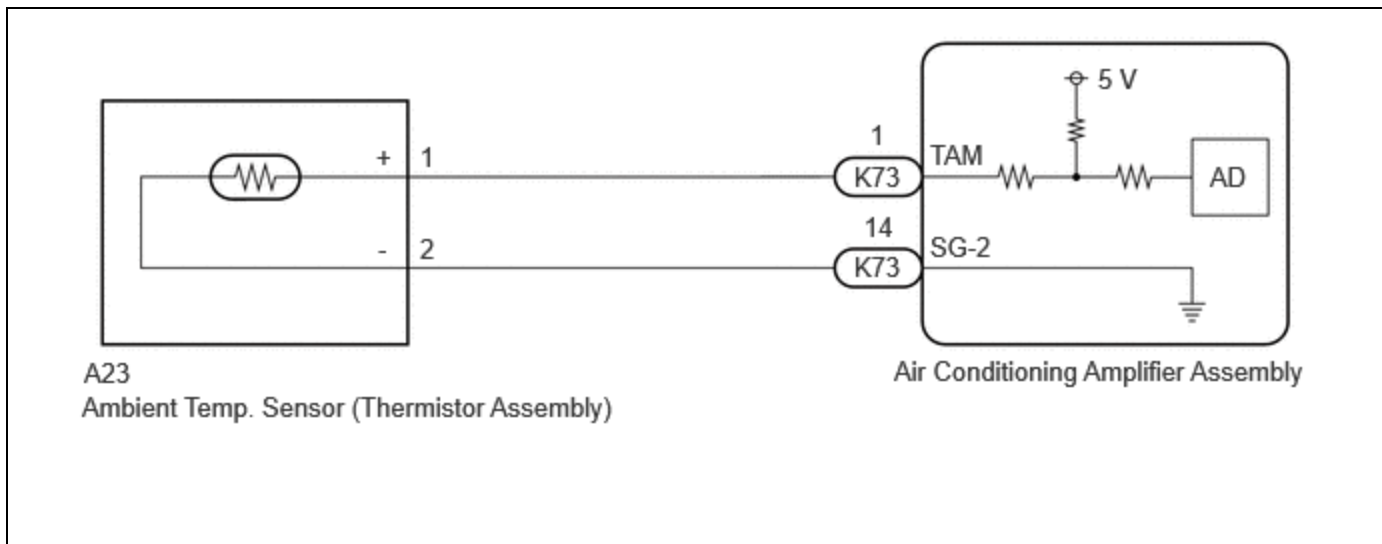 5 V
+ 1
1
K73
TAM
AD
- 2
14
K73
SG-2
A23
Ambient Temp. Sensor (Thermistor Assembly)
Air Conditioning Amplifier Assembly